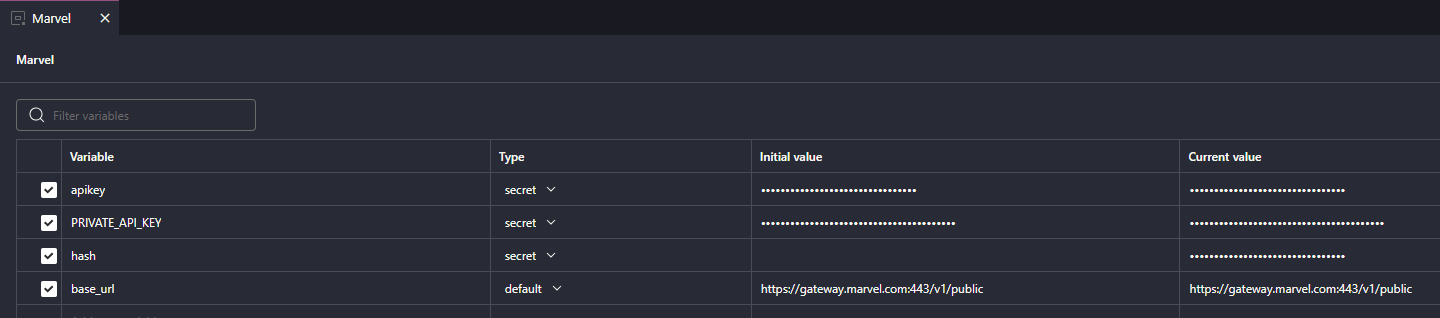 Marvel
Marvel
Filter variables
Variable Type Initial value Current value
apikey secret •••••••••••••••••••••••••••••••• ••••••••••••••••••••••••••••••••
PRIVATE_API_KEY secret •••••••••••••••••••••••••••••••••••••••• ••••••••••••••••••••••••••••••••••••••••
hash secret ••••••••••••••••••••••••••••••••
base_url default https://gateway.marvel.com:443/v1/public https://gateway.marvel.com:443/v1/public